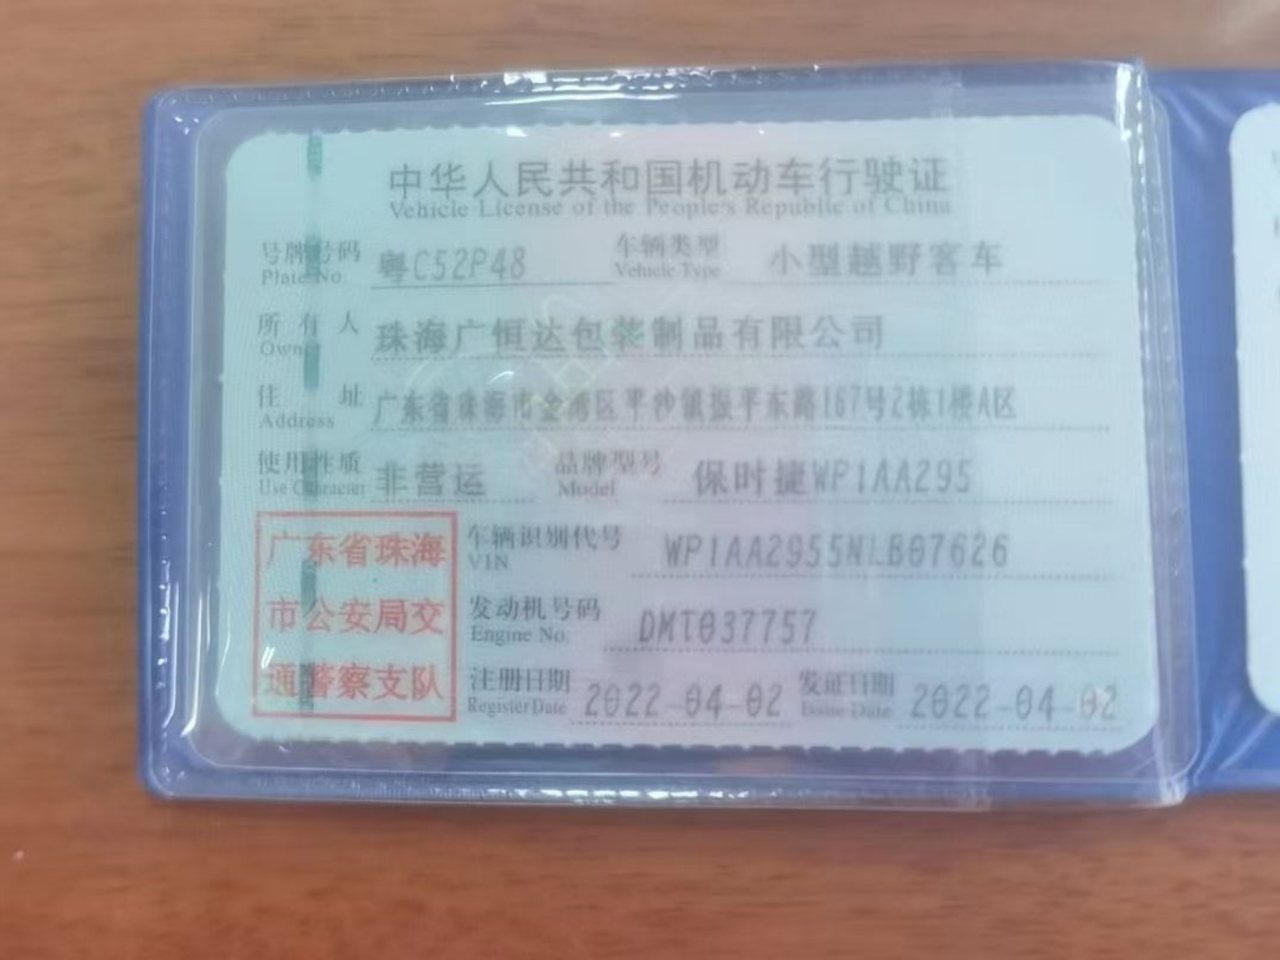 中华人民共和国机动车行驶证
Vehicle License of the People's Republic of China
号牌号码 粤C52P48 车辆类型 小型越野客车
Plate No. Vehicle Type
所有人 珠海广恒达包装制品有限公司
Owner
住址 广东省珠海市金湾区平沙镇振平东路167号2栋1楼A区
Address
使用性质 非营运 品牌型号 保时捷WP1AA295
Use Character Model
广东省珠海
市公安局交
通警察支队
车辆识别代号 WP1AA2955NLB07626
VIN
发动机号码 DMT037757
Engine No.
注册日期 2022-04-02 发证日期 2022-04-02
Register Date Issue Date